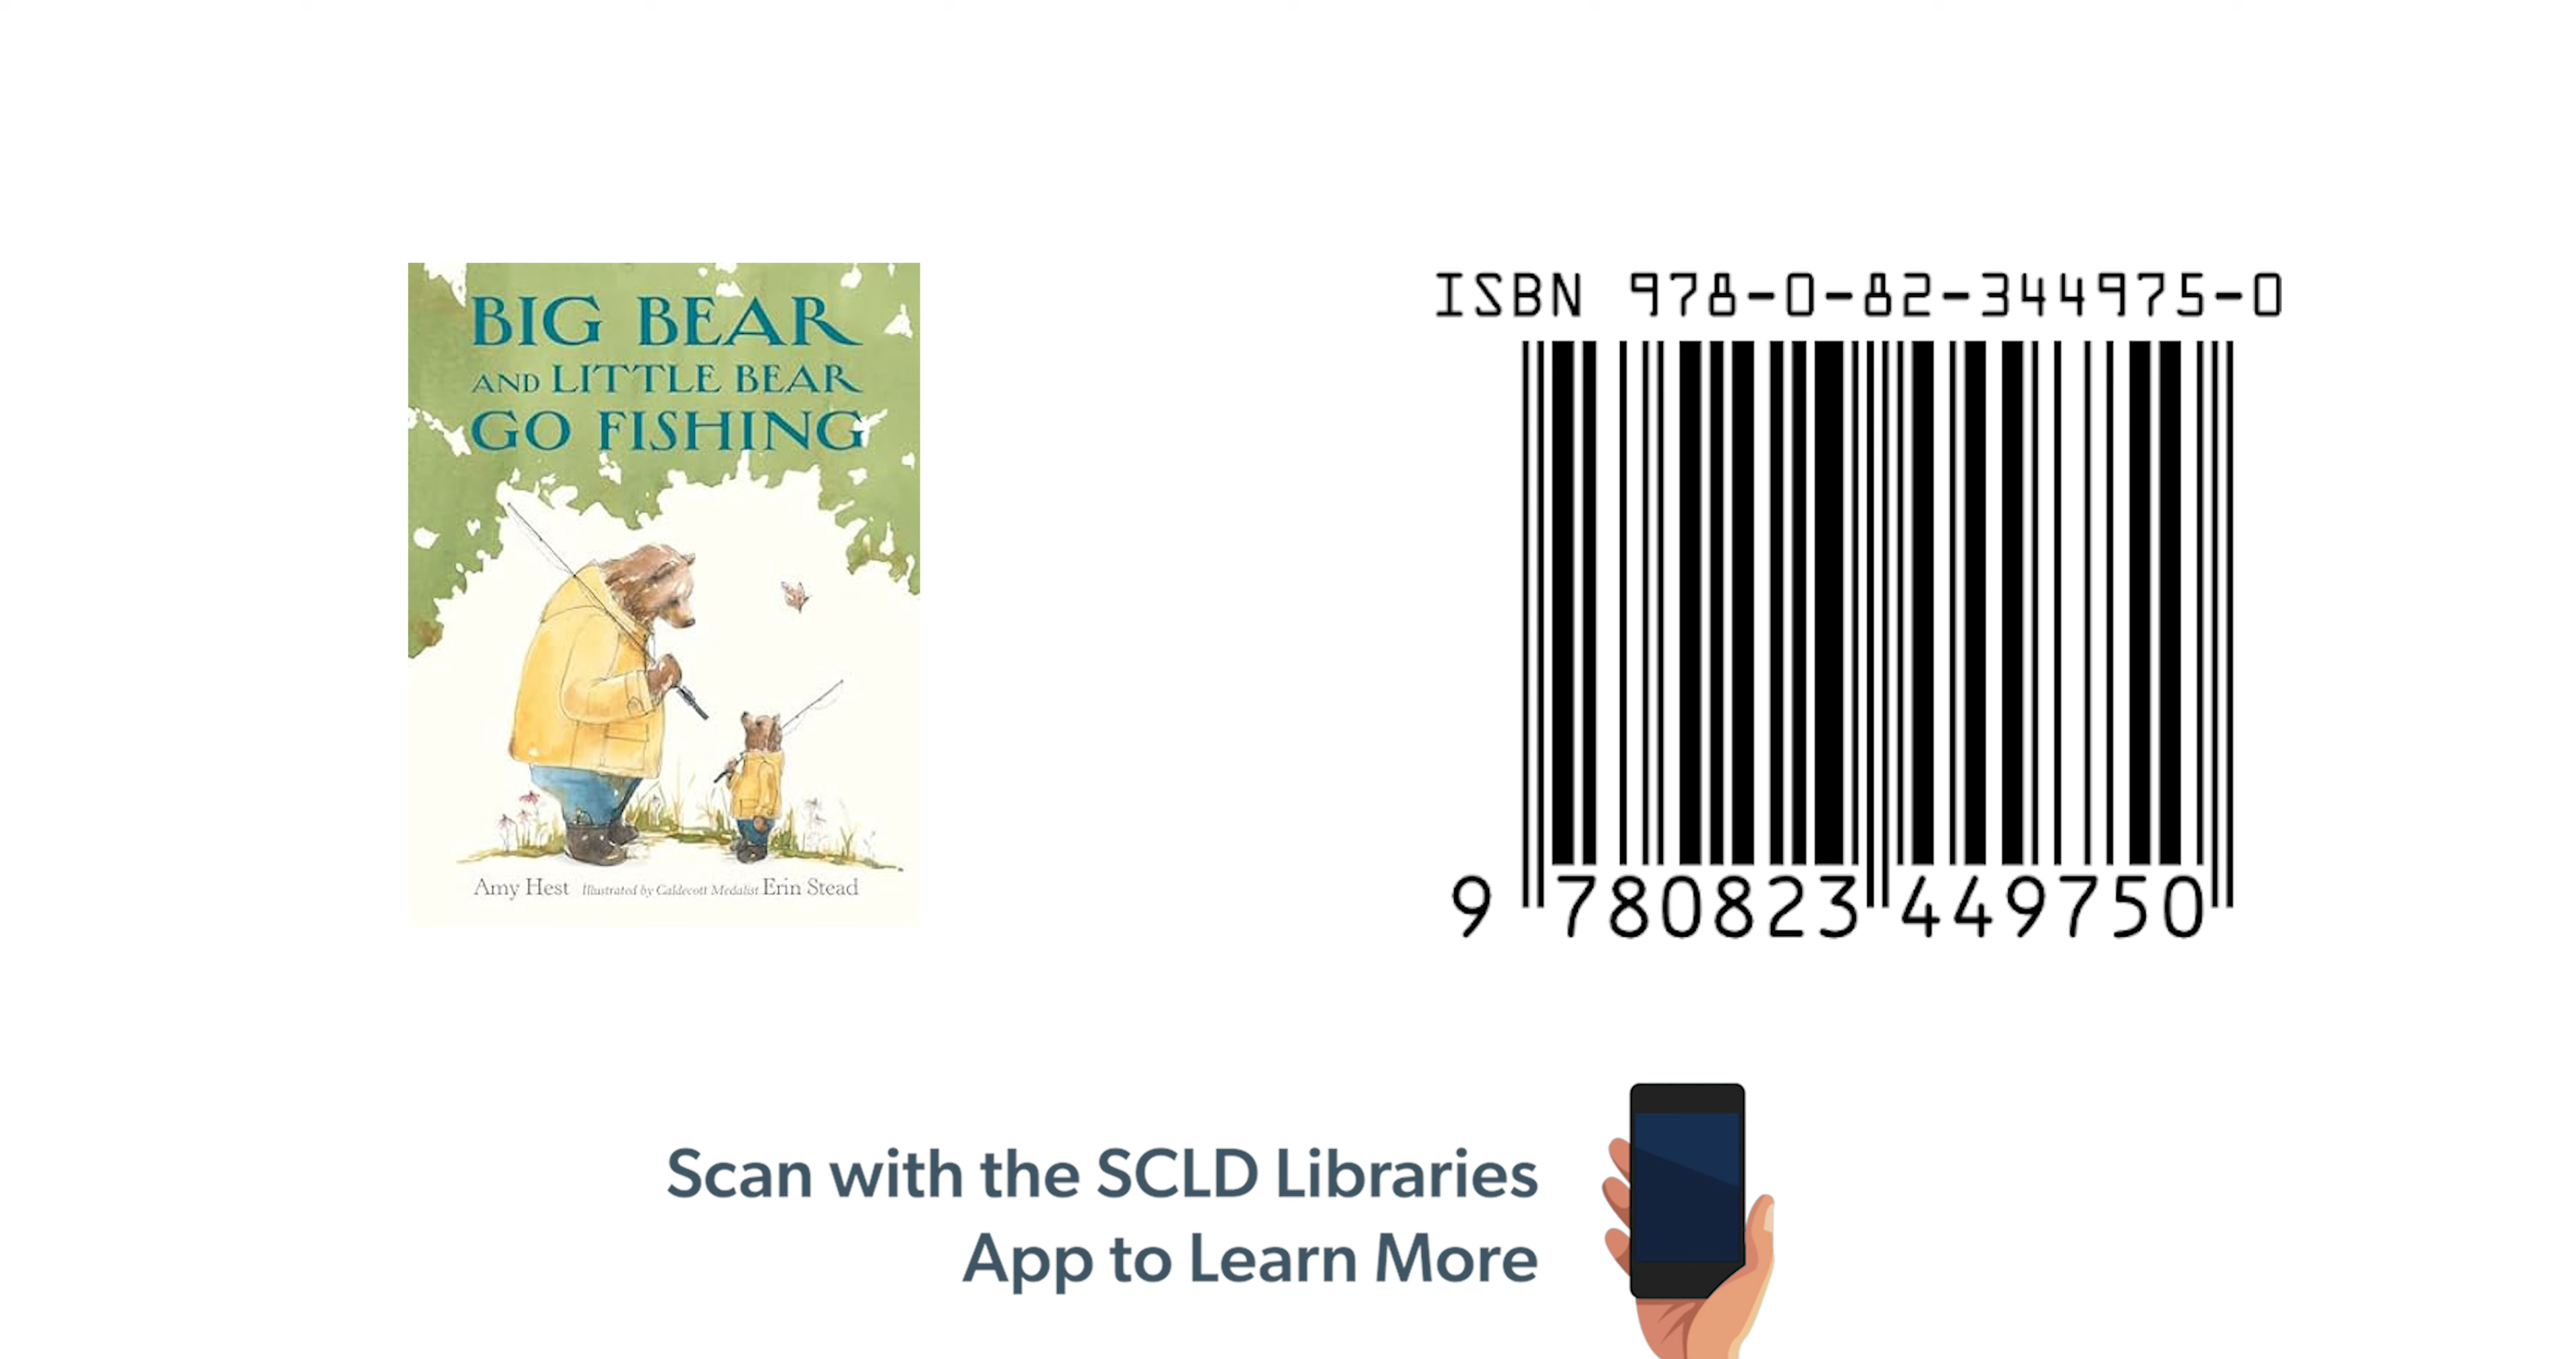 BIG BEAR
AND LITTLE BEAR
GO FISHING
Amy Hest Illustrated by Caldecott Medalist Erin Stead
ISBN 978-0-82-344975-0
9 780823 449750
Scan with the SCLD Libraries
App to Learn More